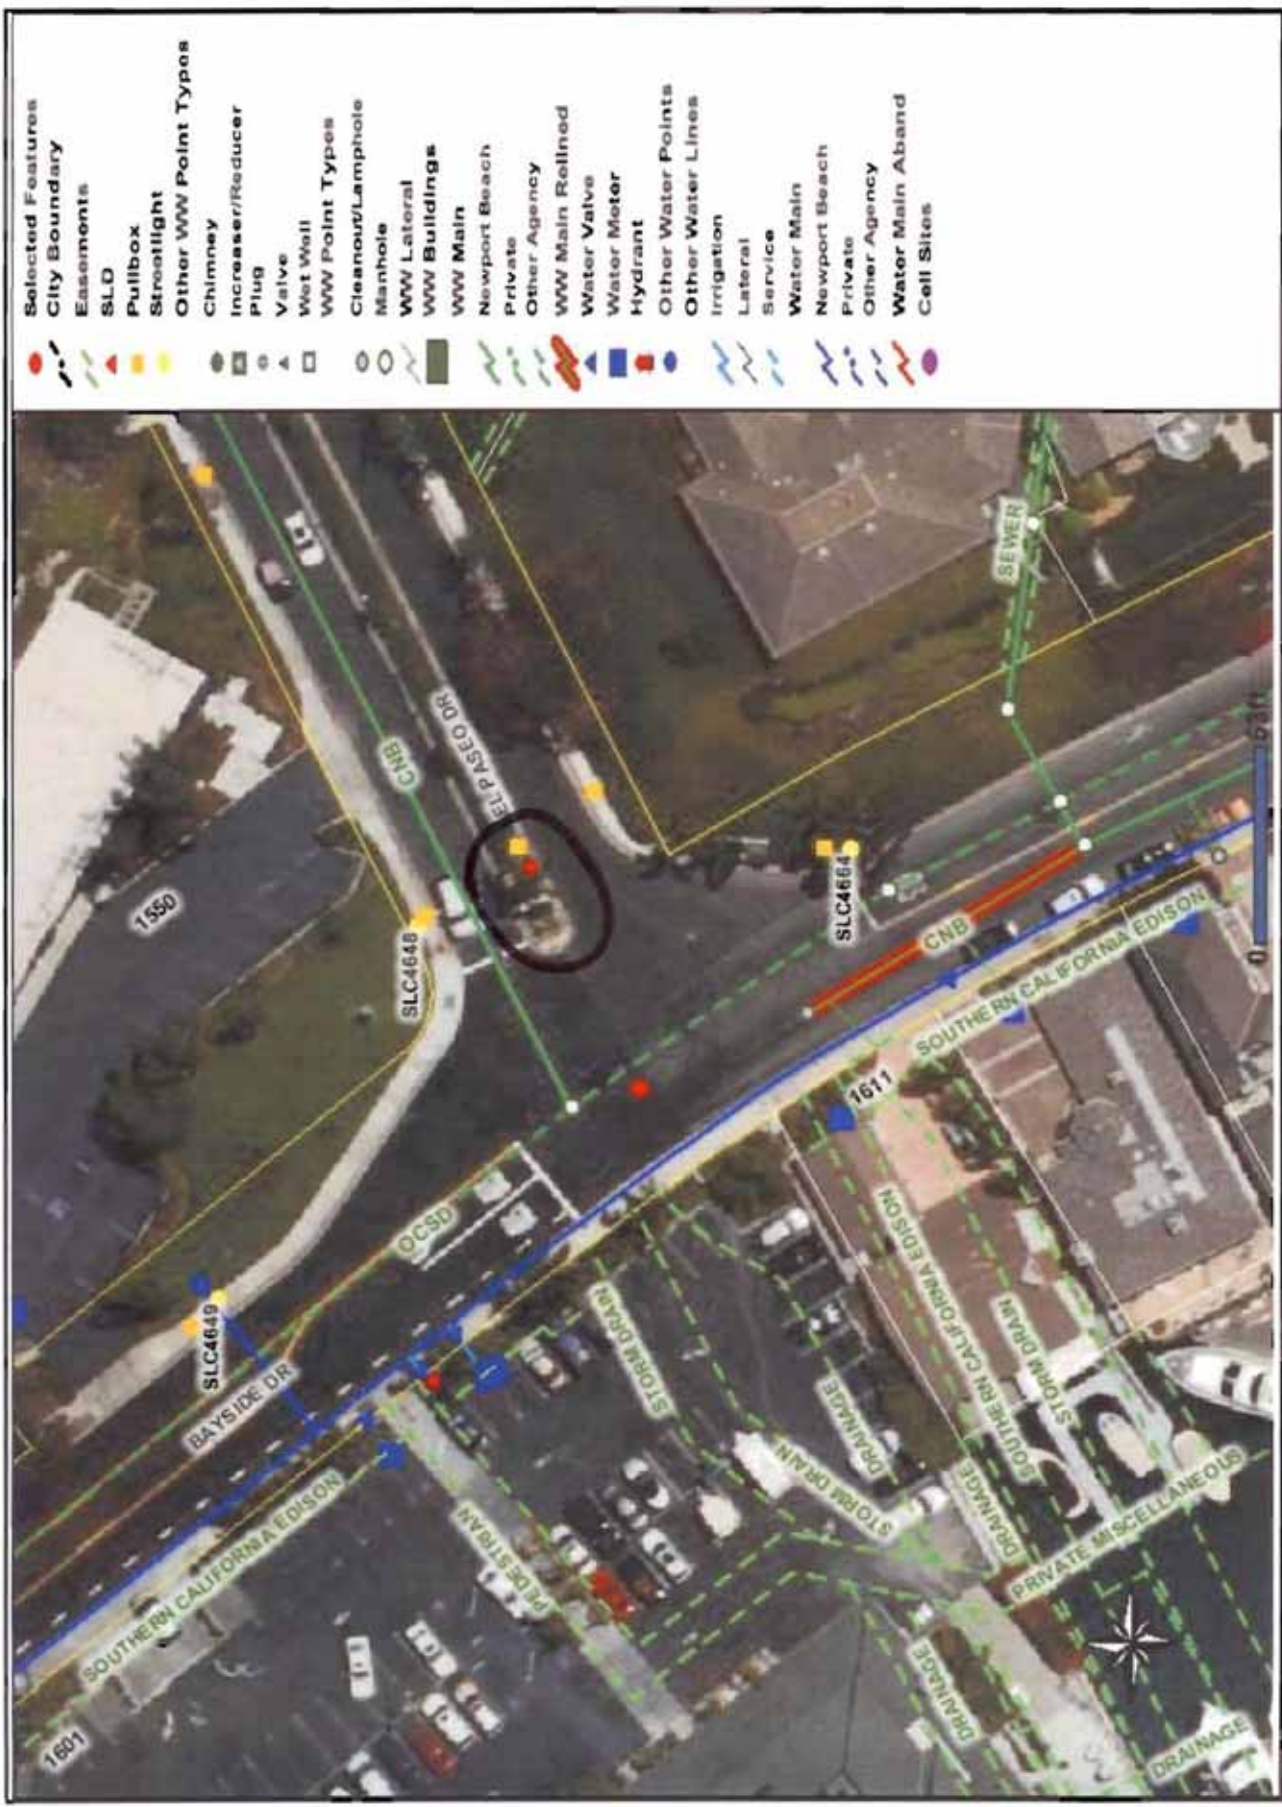 Selected Features
City Boundary
Easements
SLD
Pullbox
Streetlight
Other WW Point Types
Chimney
Increaser/Reducer
Plug
Valve
Wet Well
WW Point Types
Cleanout/Lamphole
Manhole
WW Lateral
WW Buildings
WW Main
Newport Beach
Private
Other Agency
WW Main Relined
Water Valve
Water Meter
Hydrant
Other Water Points
Other Water Lines
Irrigation
Lateral
Service
Water Main
Newport Beach
Private
Other Agency
Water Main Aband
Cell Sites
1550
CNB
EL PASEO DR
SEWER
SLC4648
SLC4664
CNB
SOUTHERN CALIFORNIA EDISON
1611
SLC4649
OCSD
BAYSIDE DR
SOUTHERN CALIFORNIA EDISON
1601
PEDESTRIAN
STORM DRAIN
STORM DRAIN
DRAINAGE
SOUTHERN CALIFORNIA EDISON
SOUTHERN CALIFORNIA EDISON
STORM DRAIN
DRAINAGE
PRIVATE MISCELLANEOUS
DRAINAGE
DRAINAGE
0